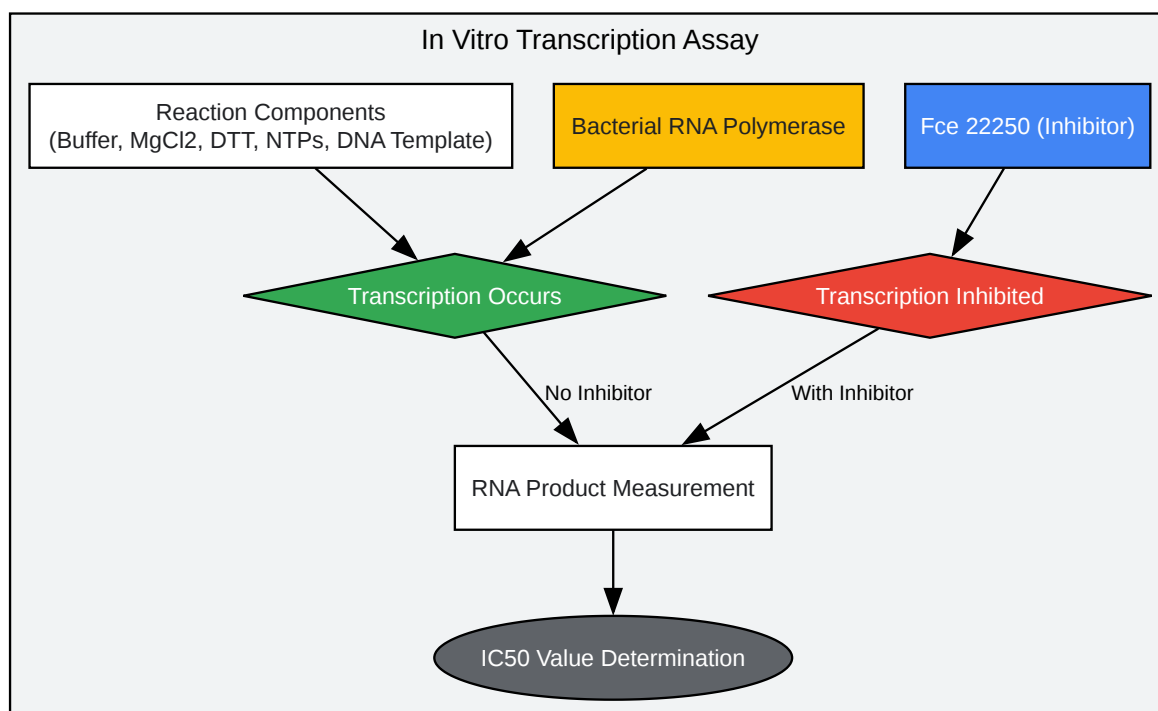 In Vitro Transcription Assay
Reaction Components
(Buffer, MgCl2, DTT, NTPs, DNA Template)
Bacterial RNA Polymerase
Fce 22250 (Inhibitor)
Transcription Occurs
Transcription Inhibited
No Inhibitor
With Inhibitor
RNA Product Measurement
IC50 Value Determination